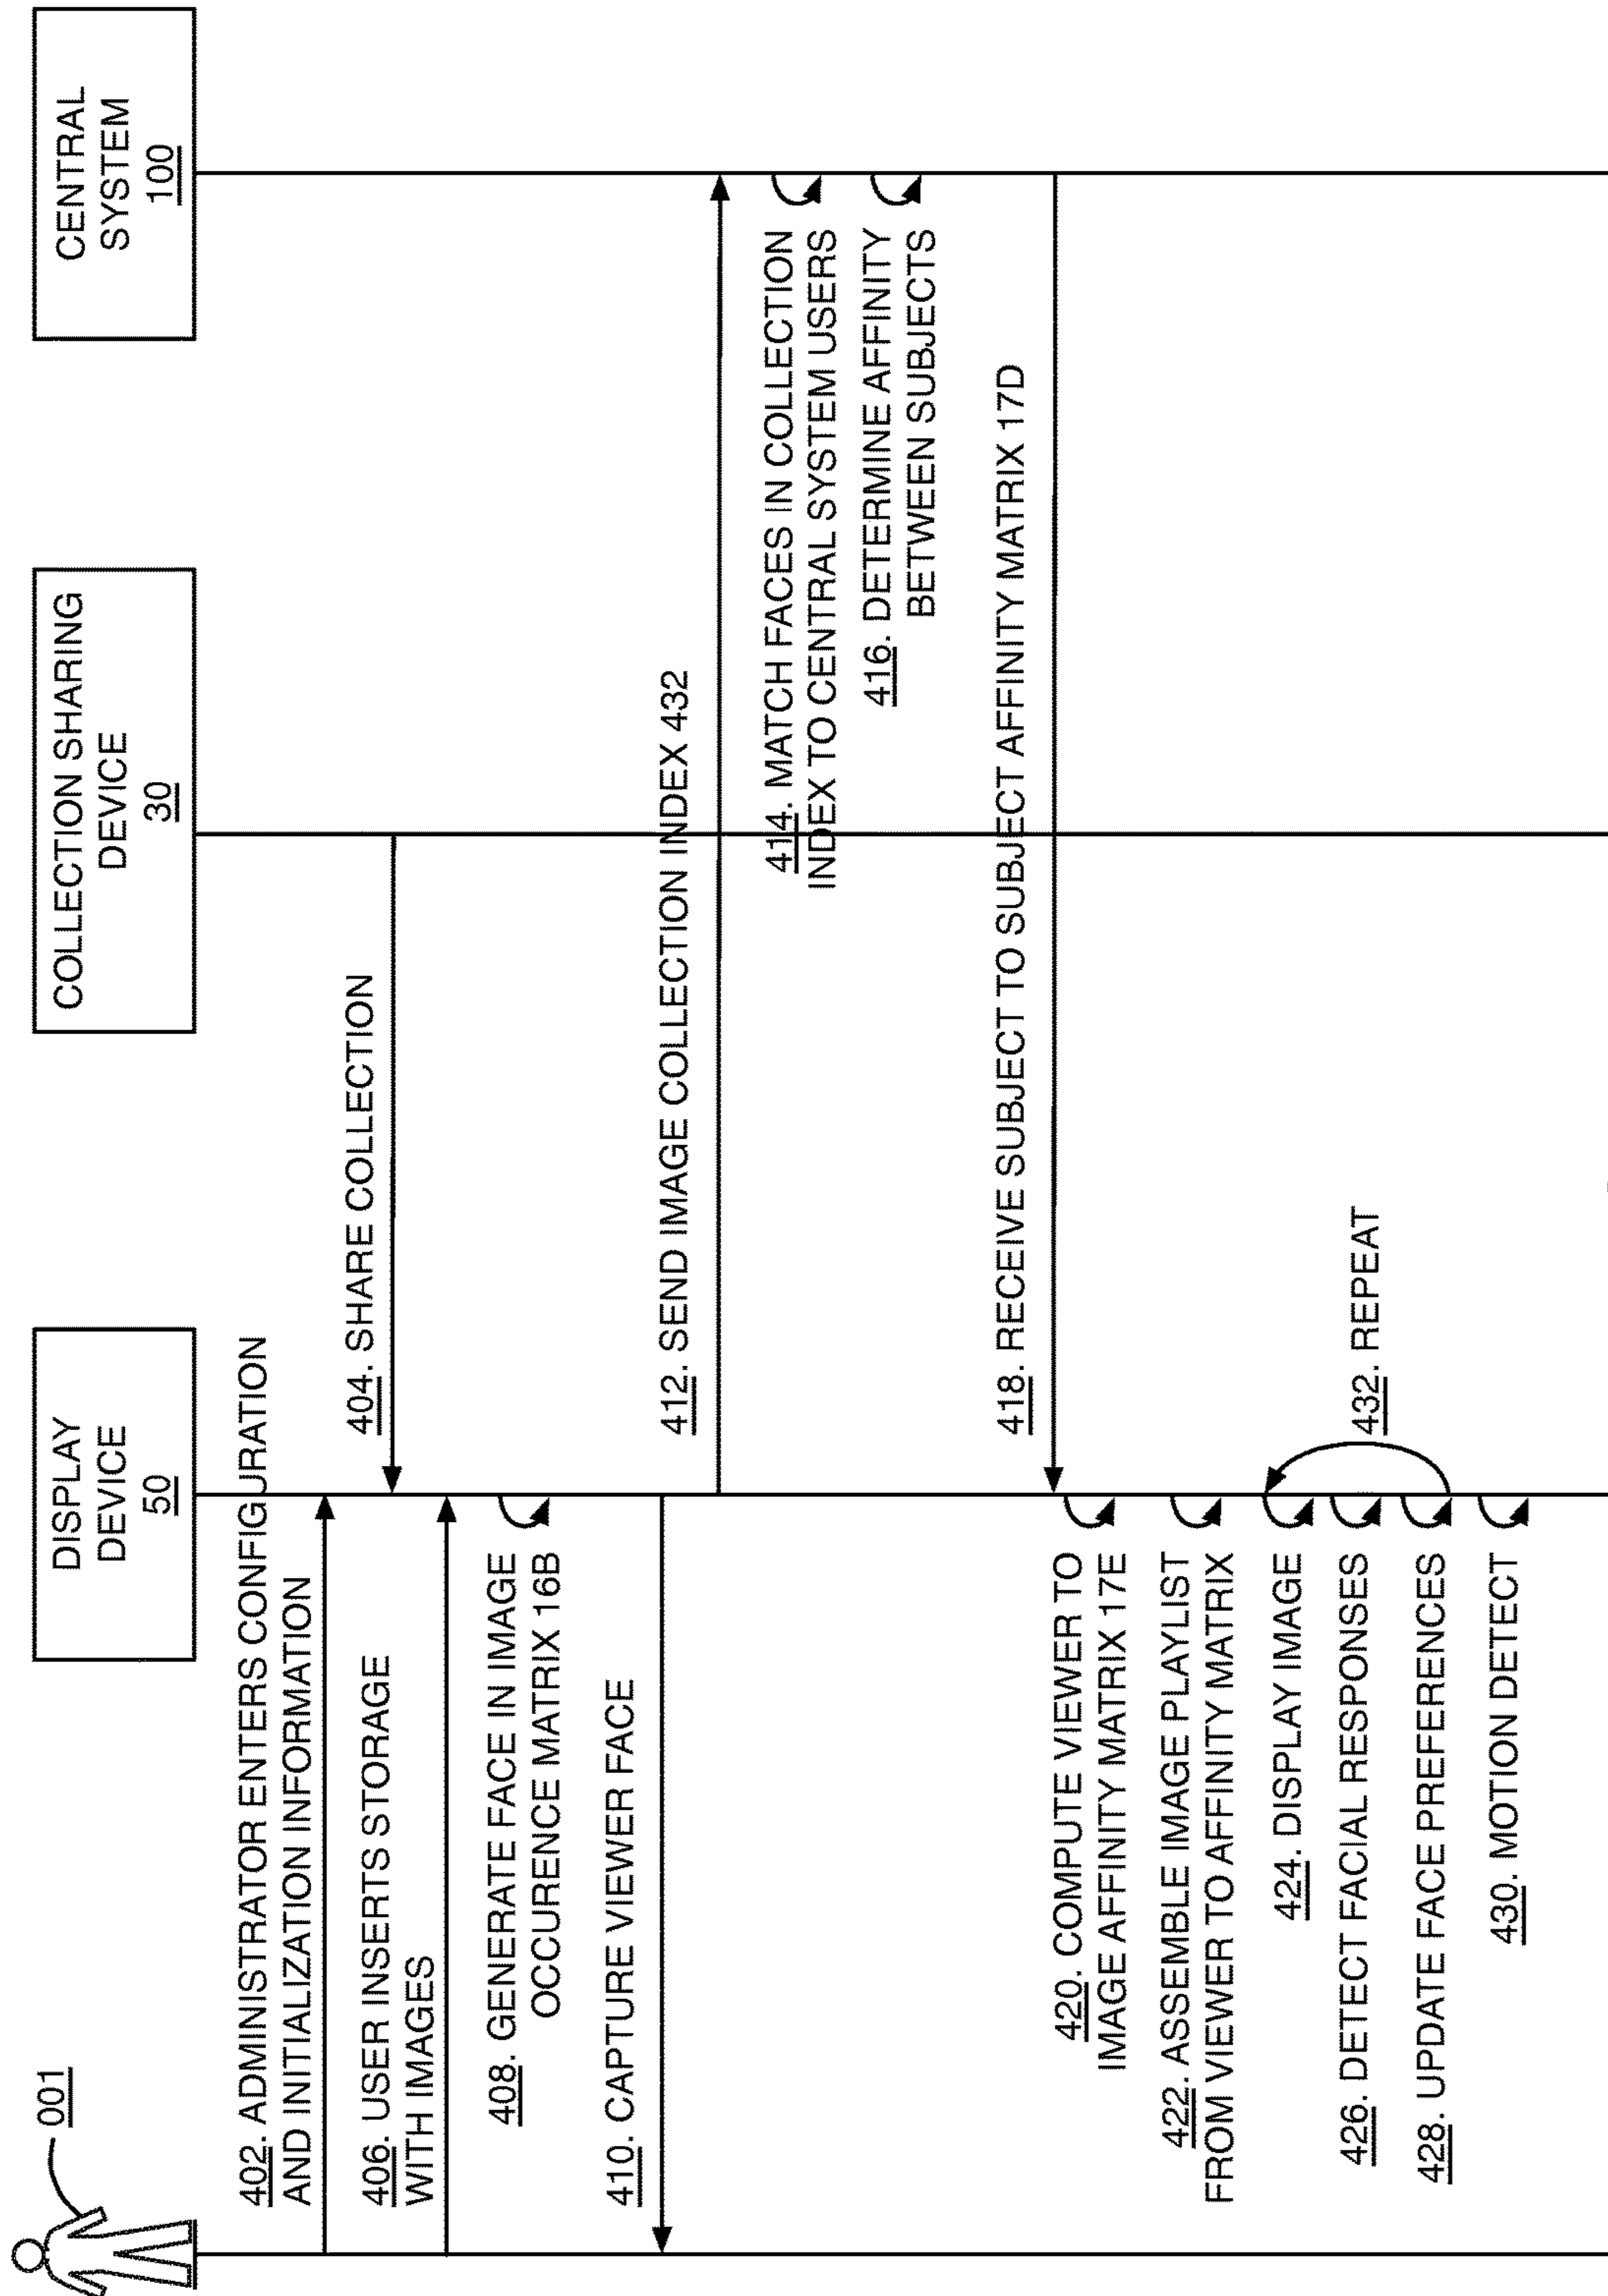 001
DISPLAY
DEVICE
50
COLLECTION SHARING
DEVICE
30
CENTRAL
SYSTEM
100
402. ADMINISTRATOR ENTERS CONFIGURATION
AND INITIALIZATION INFORMATION
404. SHARE COLLECTION
406. USER INSERTS STORAGE
WITH IMAGES
408. GENERATE FACE IN IMAGE
OCCURENCE MATRIX 16B
410. CAPTURE VIEWER FACE
412. SEND IMAGE COLLECTION INDEX 432
414. MATCH FACES IN COLLECTION
INDEX TO CENTRAL SYSTEM USERS
416. DETERMINE AFFINITY
BETWEEN SUBJECTS
418. RECEIVE SUBJECT TO SUBJECT AFFINITY MATRIX 17D
420. COMPUTE VIEWER TO
IMAGE AFFINITY MATRIX 17E
422. ASSEMBLE IMAGE PLAYLIST
FROM VIEWER TO AFFINITY MATRIX
424. DISPLAY IMAGE
426. DETECT FACIAL RESPONSES
428. UPDATE FACE PREFERENCES
430. MOTION DETECT
432. REPEAT